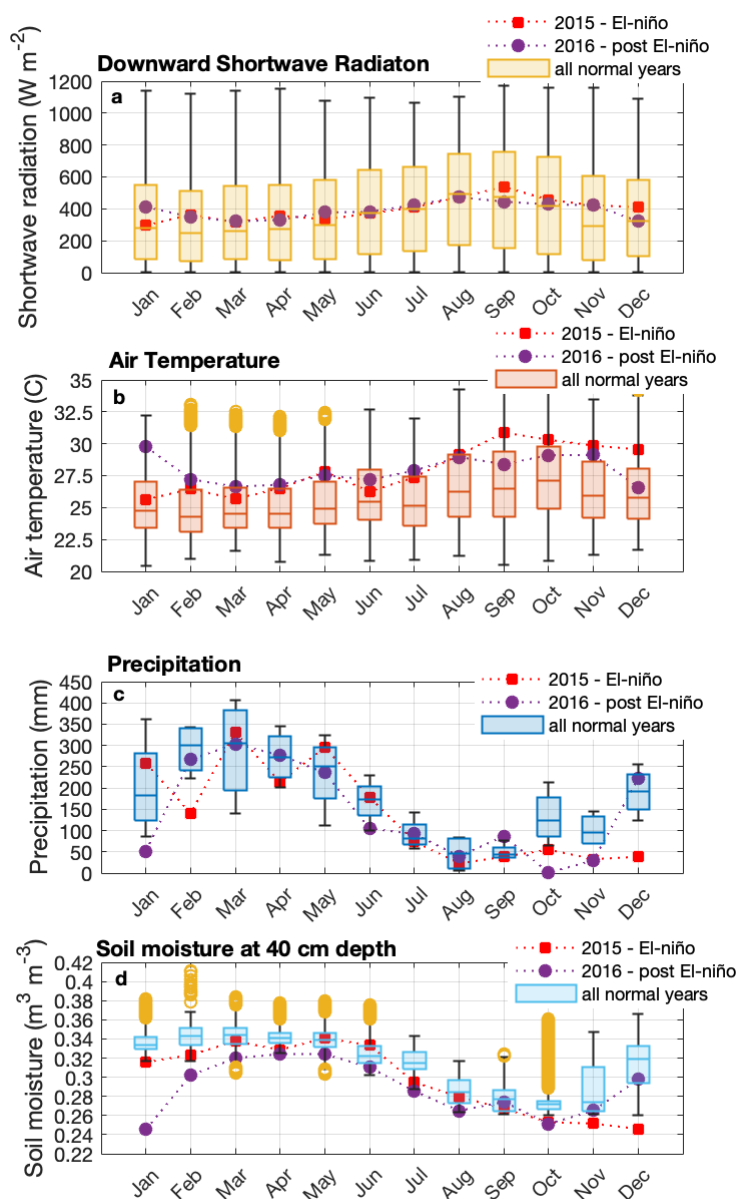 2015 - El-niño
2016 - post El-niño
all normal years
Downward Shortwave Radiaton
a
Shortwave radiation (W m-2)
1200
1000
800
600
400
200
0
Jan Feb Mar Apr May Jun Jul Aug Sep Oct Nov Dec
2015 - El-niño
2016 - post El-niño
all normal years
Air Temperature
b
Air temperature (C)
35
32.5
30
27.5
25
22.5
20
Jan Feb Mar Apr May Jun Jul Aug Sep Oct Nov Dec
Precipitation
2015 - El-niño
2016 - post El-niño
all normal years
c
Precipitation (mm)
450
400
350
300
250
200
150
100
50
0
Jan Feb Mar Apr May Jun Jul Aug Sep Oct Nov Dec
Soil moisture at 40 cm depth
2015 - El-niño
2016 - post El-niño
all normal years
d
Soil moisture (m3 m-3)
0.42
0.4
0.38
0.36
0.34
0.32
0.3
0.28
0.26
0.24
0.22
Jan Feb Mar Apr May Jun Jul Aug Sep Oct Nov Dec